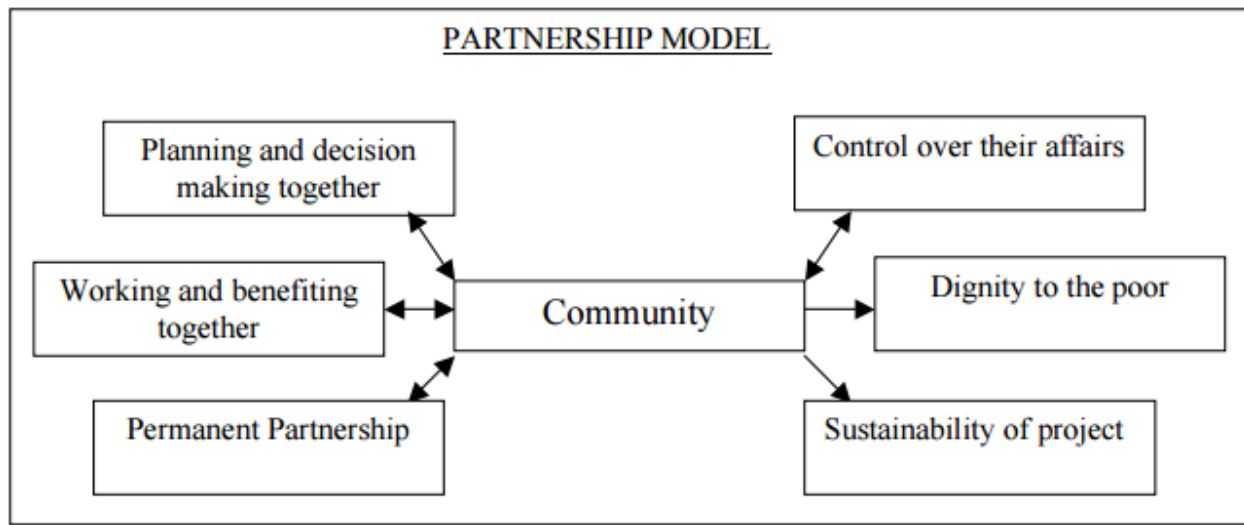 PARTNERSHIP MODEL
Planning and decision
making together
Control over their affairs
Working and benefiting
together
Community
Dignity to the poor
Permanent Partnership
Sustainability of project